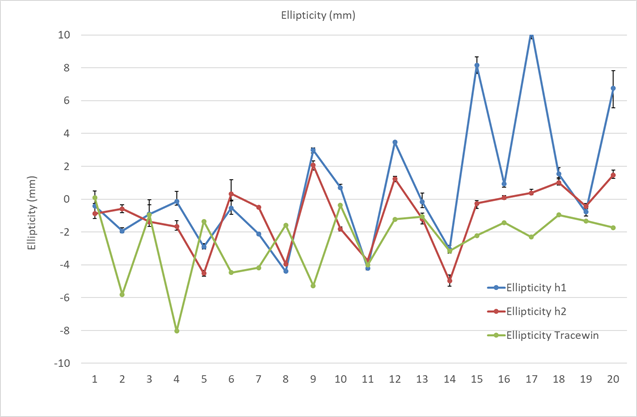 Ellipticity (mm)
10
8
6
4
2
0
-2
-4
-6
-8
-10
Ellipticity (mm)
Ellipticity h1
Ellipticity h2
Ellipticity Tracewin
1 2 3 4 5 6 7 8 9 10 11 12 13 14 15 16 17 18 19 20